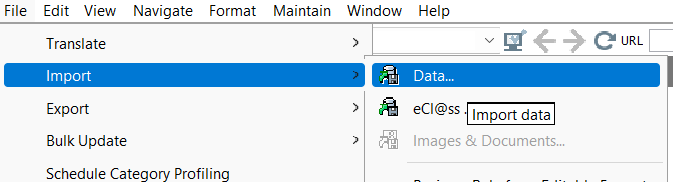 File Edit View Navigate Format Maintain Window Help
Translate >
URL
Import >
Data...
Export >
eCl@ss .
Import data
Bulk Update >
Images & Documents...
Schedule Category Profiling